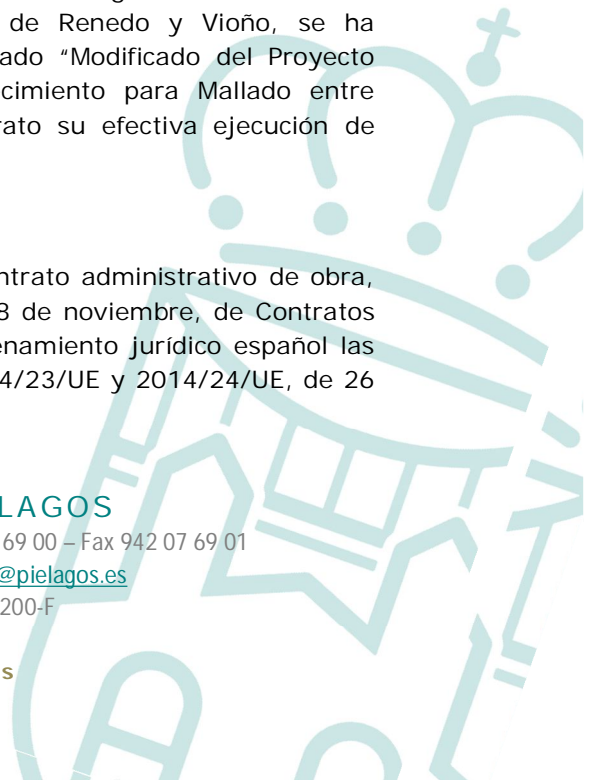 de Renedo y Vioño, se ha
ado “Modificado del Proyecto
cimiento para Mallado entre
rato su efectiva ejecución de
ntrato administrativo de obra,
8 de noviembre, de Contratos
enamiento jurídico español las
4/23/UE y 2014/24/UE, de 26
LAGOS
69 00 – Fax 942 07 69 01
@pielagos.es
200-F
s